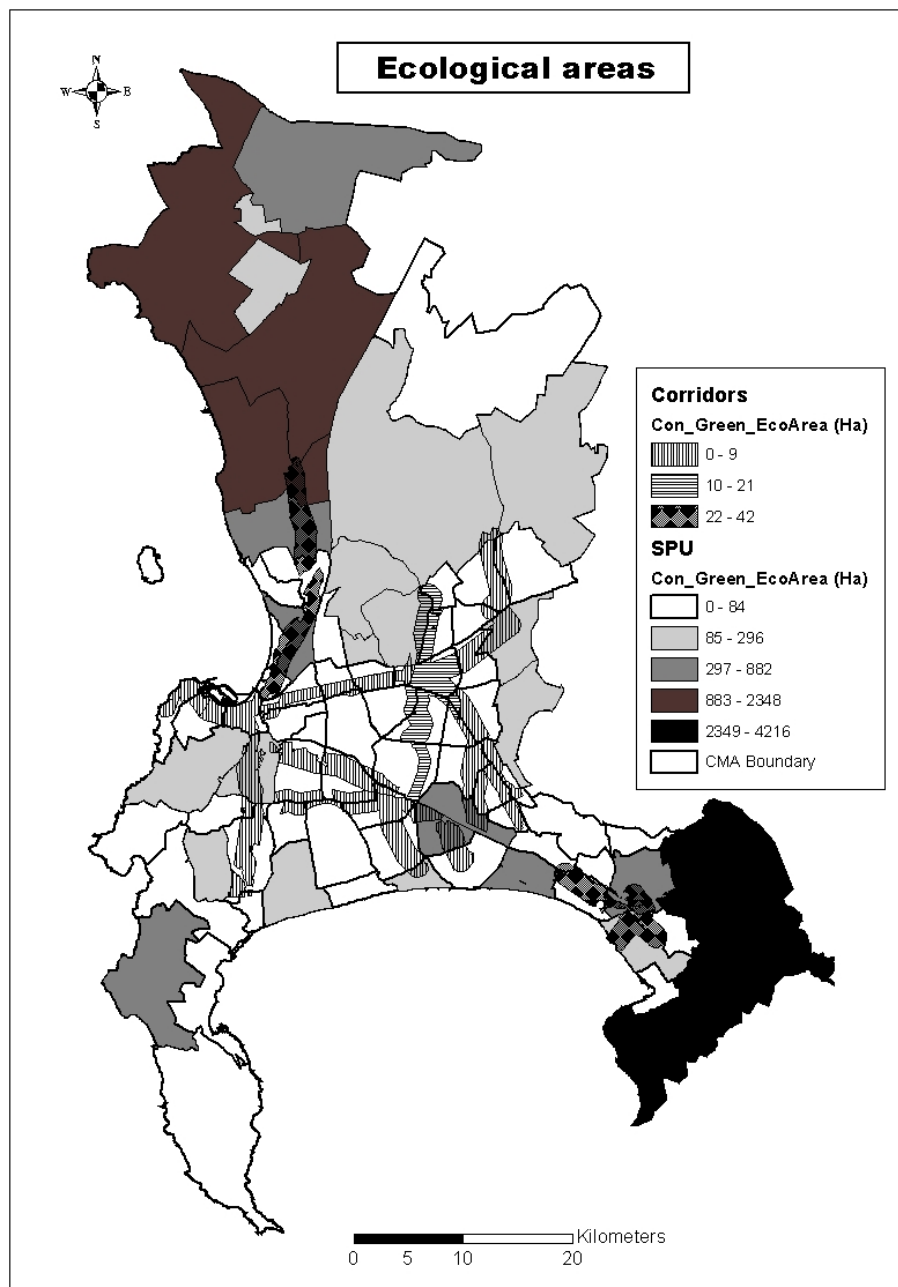 Ecological areas
N
W E
S
Corridors
Con_Green_EcoArea (Ha)
0 - 9
10 - 21
22 - 42
SPU
Con_Green_EcoArea (Ha)
0 - 84
85 - 296
297 - 882
883 - 2348
2349 - 4216
CMA Boundary
Kilometers
0 5 10 20